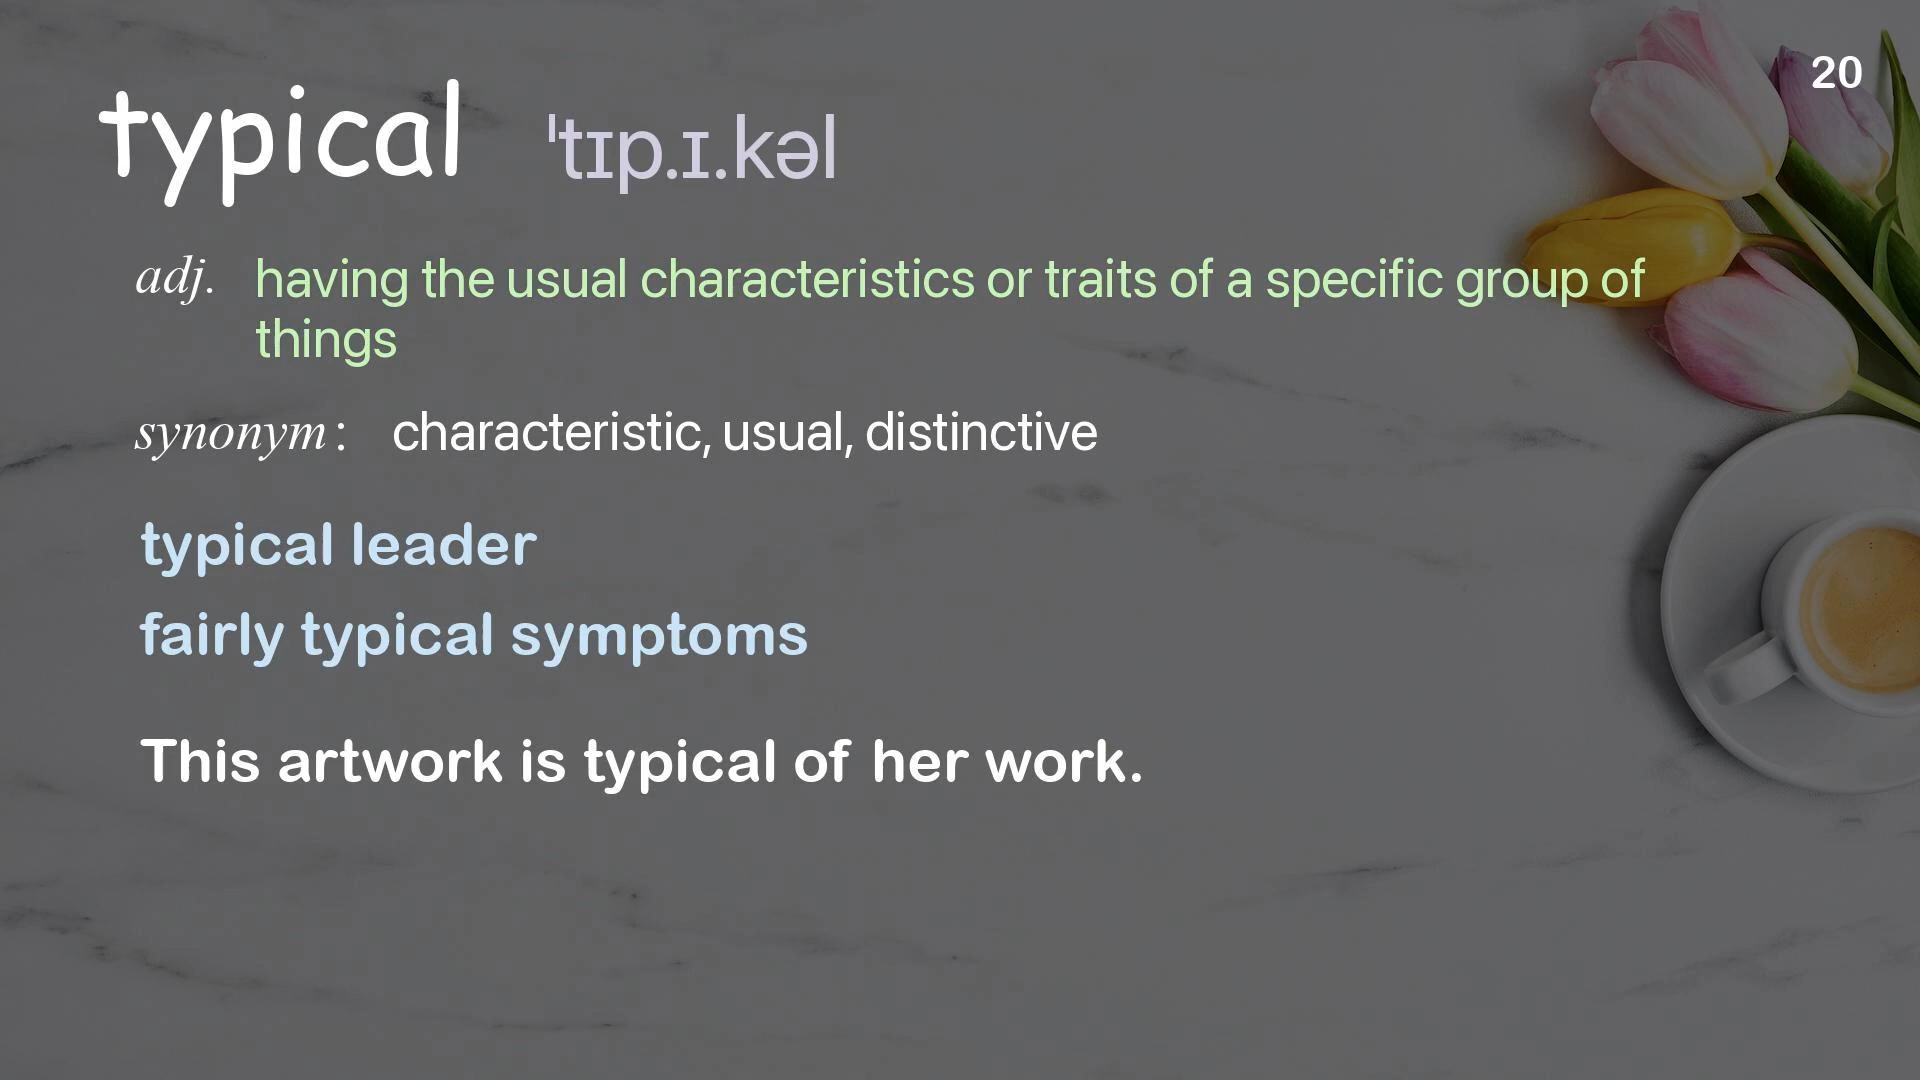 20
typical ˈtɪp.ɪ.kəl
adj. having the usual characteristics or traits of a specific group of
things
synonym: characteristic, usual, distinctive
typical leader
fairly typical symptoms
This artwork is typical of her work.